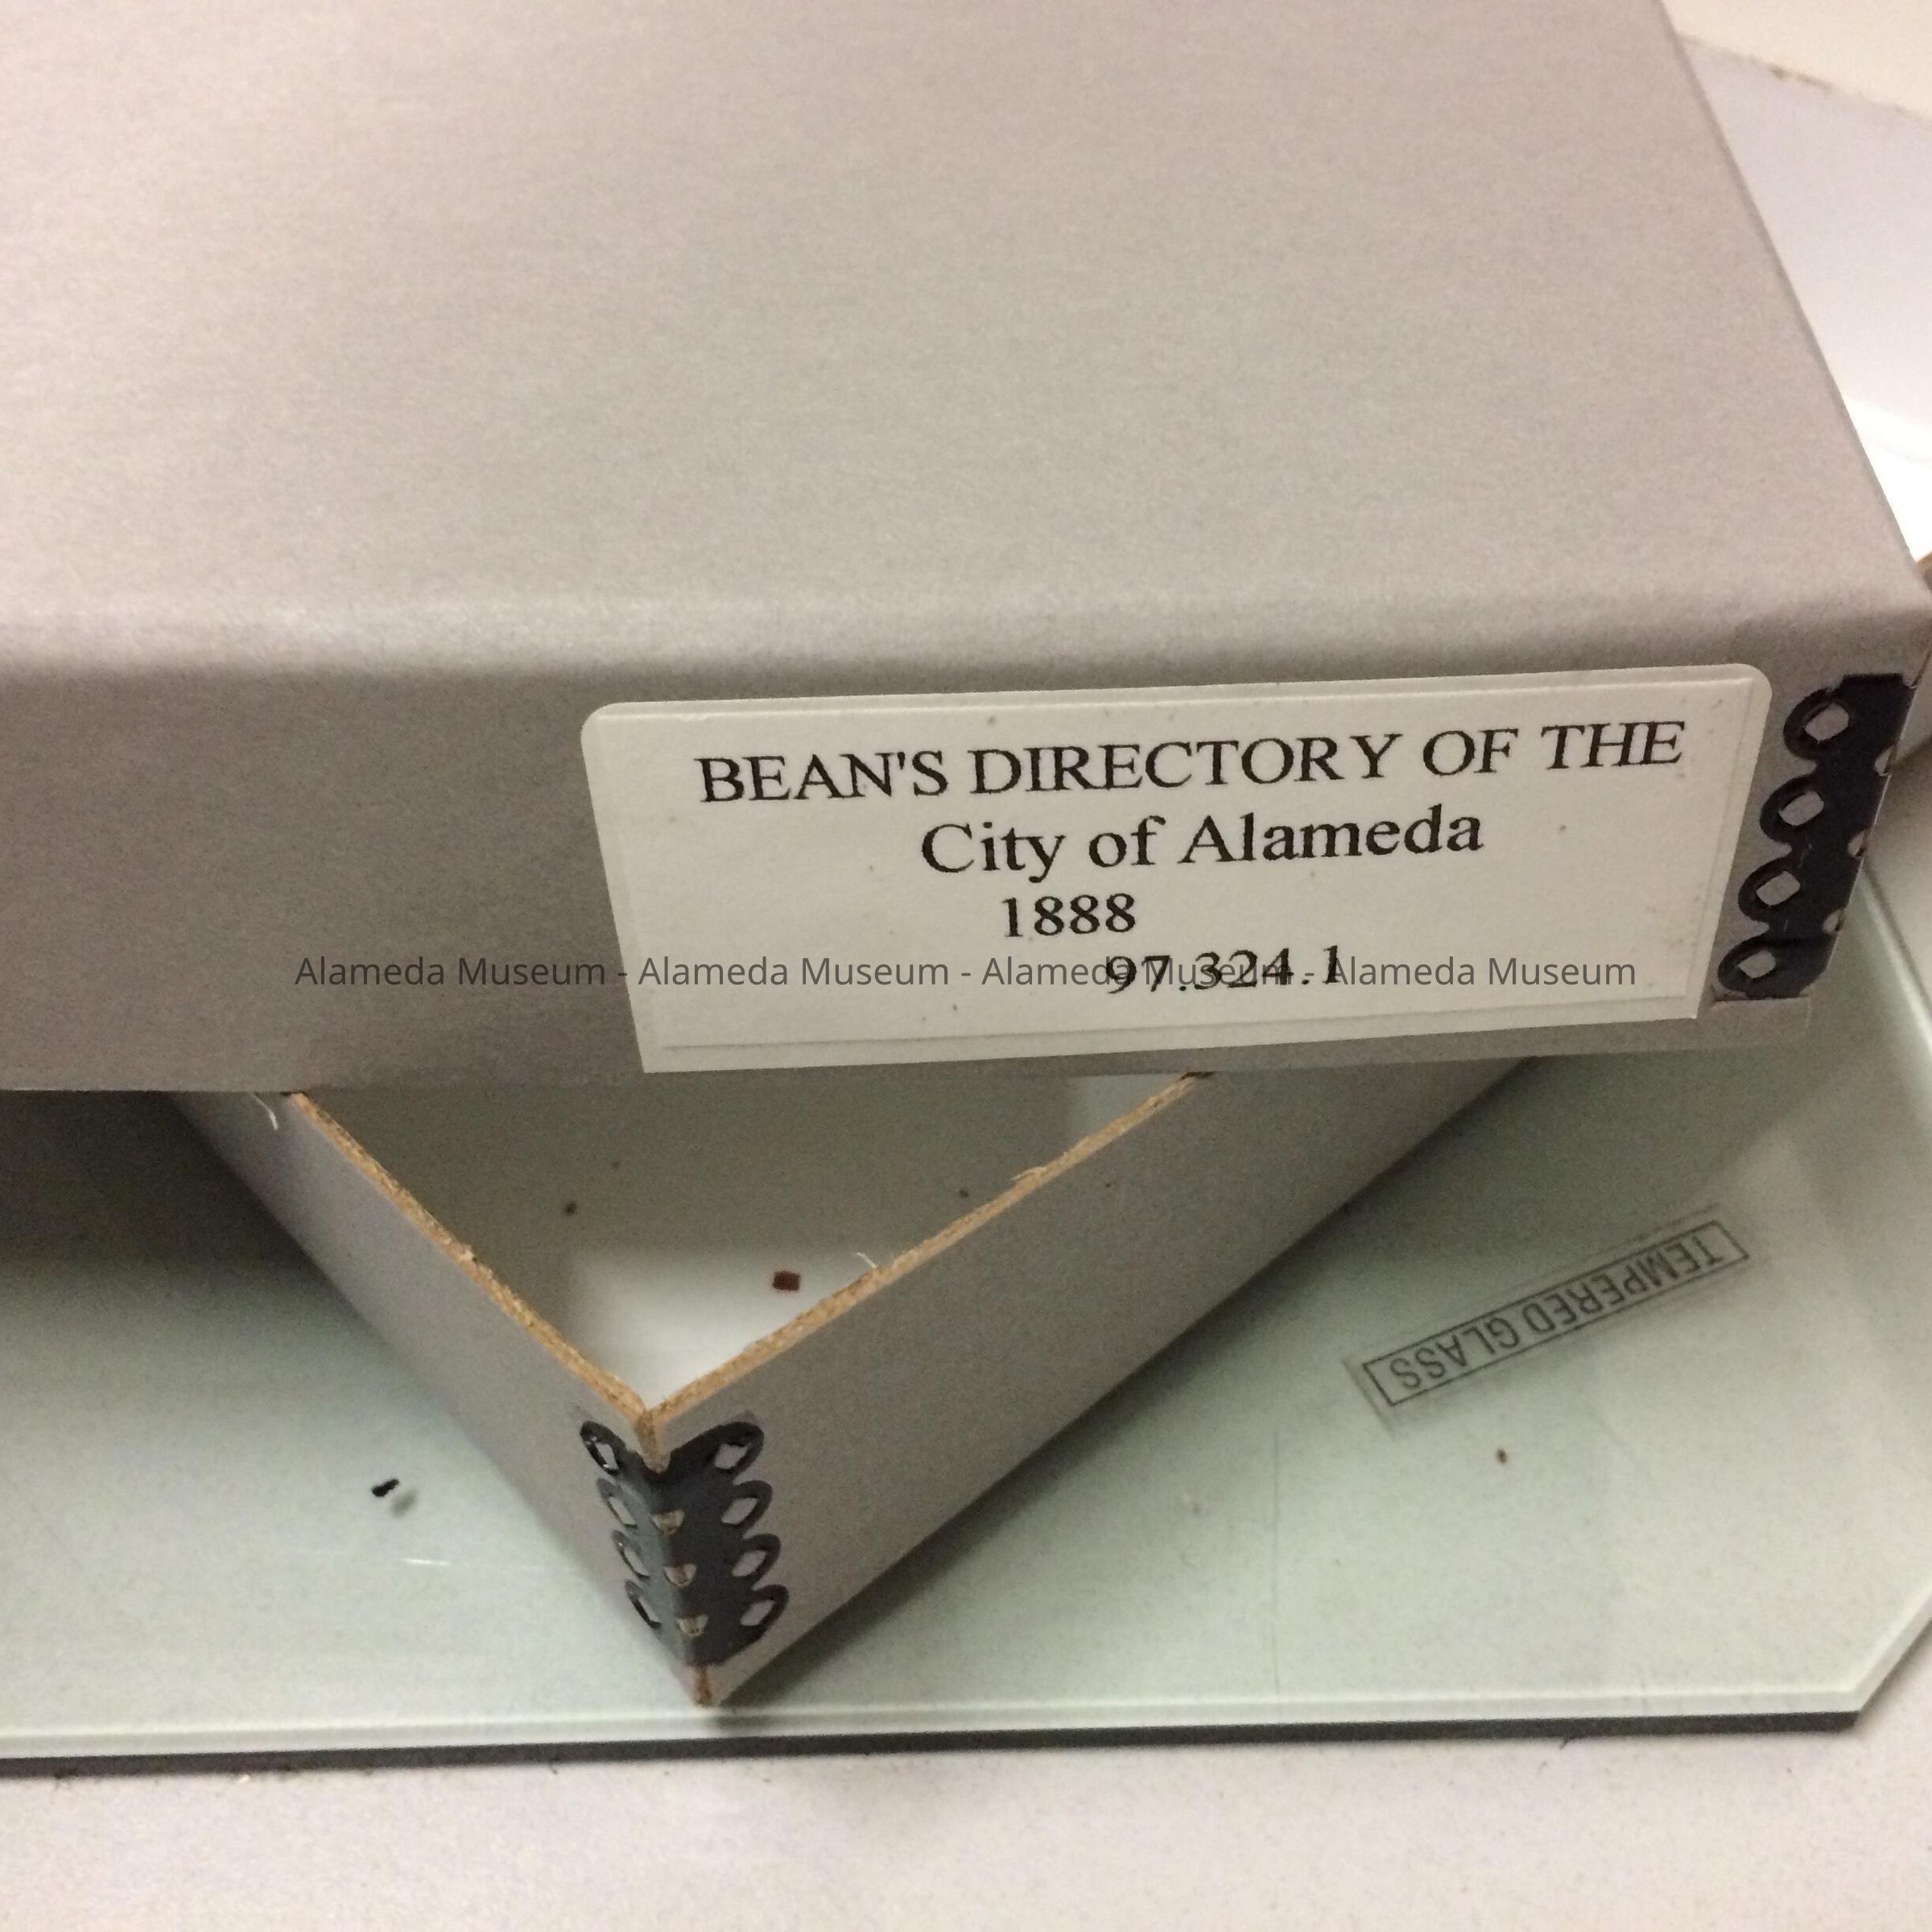 BEAN'S DIRECTORY OF THE
City of Alameda
1888
97.324.1
Alameda Museum - Alameda Museum - Alameda Museum - Alameda Museum
TEMPERED GLASS